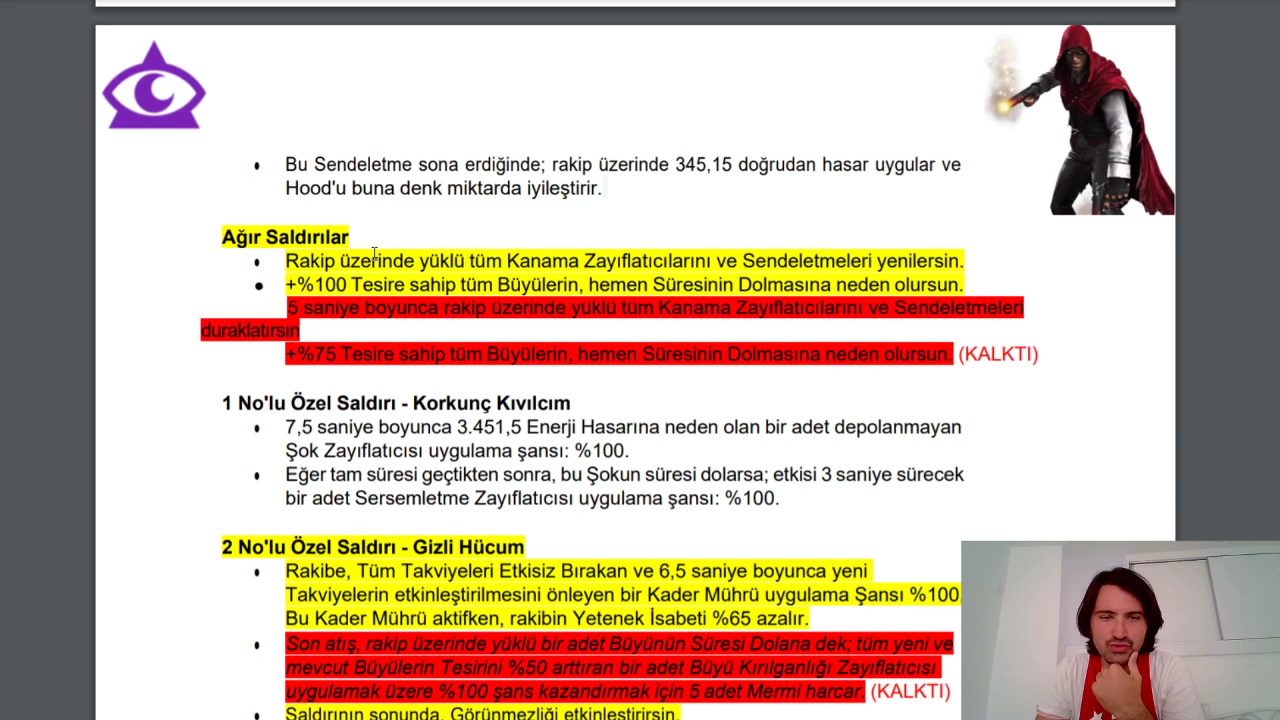 Bu Sendeletme sona erdiğinde; rakip üzerinde 345,15 doğrudan hasar uygular ve
Hood'u buna denk miktarda iyileştirir.
Ağır Saldırılar
Rakip üzerinde yüklü tüm Kanama Zayıflatıcılarını ve Sendeletmeleri yenilersin.
+%100 Tesire sahip tüm Büyülerin, hemen Süresinin Dolmasına neden olursun.
5 saniye boyunca rakip üzerinde yüklü tüm Kanama Zayıflatıcılarını ve Sendeletmeleri
duraklatırsın
+%75 Tesire sahip tüm Büyülerin, hemen Süresinin Dolmasına neden olursun. (KALKTI)
1 No'lu Özel Saldırı - Korkunç Kıvılcım
7,5 saniye boyunca 3.451,5 Enerji Hasarına neden olan bir adet depolanmayan
Şok Zayıflatıcısı uygulama şansı: %100.
Eğer tam süresi geçtikten sonra, bu Şokun süresi dolarsa; etkisi 3 saniye sürecek
bir adet Sersemletme Zayıflatıcısı uygulama şansı: %100.
2 No'lu Özel Saldırı - Gizli Hücum
Rakibe, Tüm Takviyeleri Etkisiz Bırakan ve 6,5 saniye boyunca yeni
Takviyelerin etkinleştirilmesini önleyen bir Kader Mührü uygulama Şansı %100
Bu Kader Mührü aktifken, rakibin Yetenek İsabeti %65 azalır.
Son atış, rakip üzerinde yüklü bir adet Büyünün Süresi Dolana dek; tüm yeni ve
mevcut Büyülerin Tesirini %50 arttıran bir adet Büyü Kırılganlığı Zayıflatıcısı
uygulamak üzere %100 şans kazandırmak için 5 adet Mermi harcar. (KALKTI)
Saldırının sonunda, Görünmezliği etkinleştirirsin.